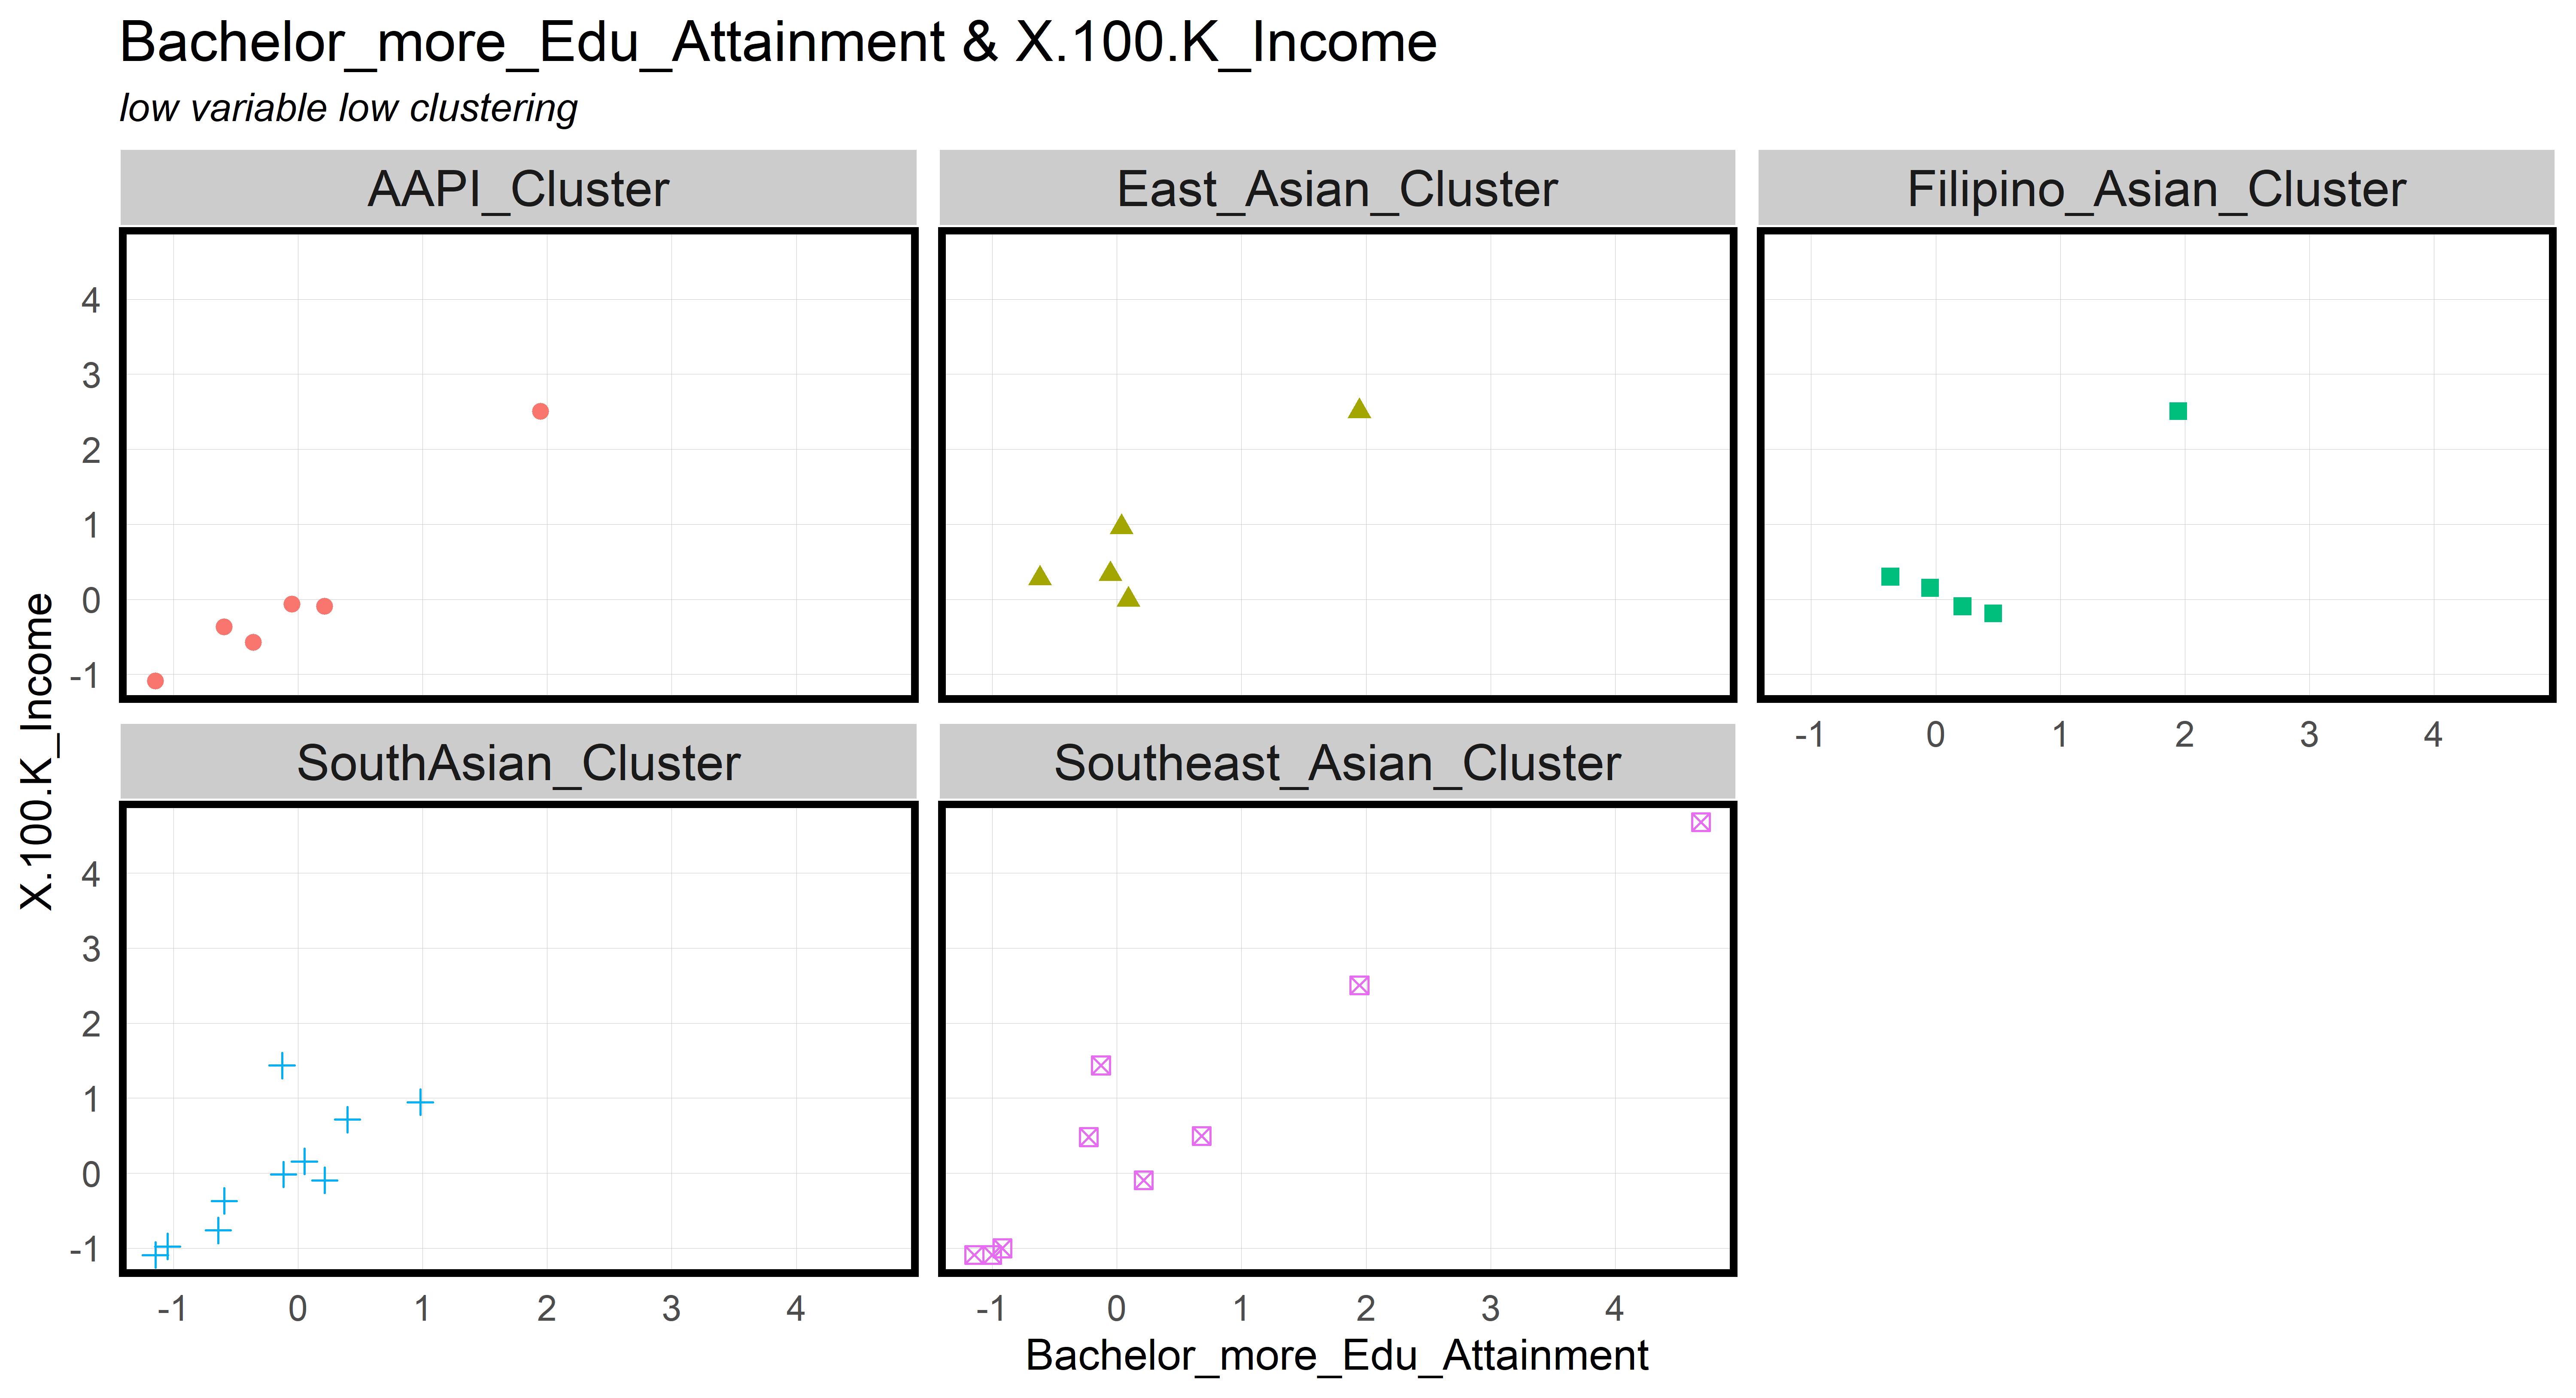 Bachelor_more_Edu_Attainment & X.100.K_Income
low variable low clustering
AAPI_Cluster
East_Asian_Cluster
Filipino_Asian_Cluster
4
3
2
1
0
-1
-1 0 1 2 3 4
SouthAsian_Cluster
Southeast_Asian_Cluster
4
3
2
1
0
-1
-1 0 1 2 3 4
-1 0 1 2 3 4
X.100.K_Income
Bachelor_more_Edu_Attainment